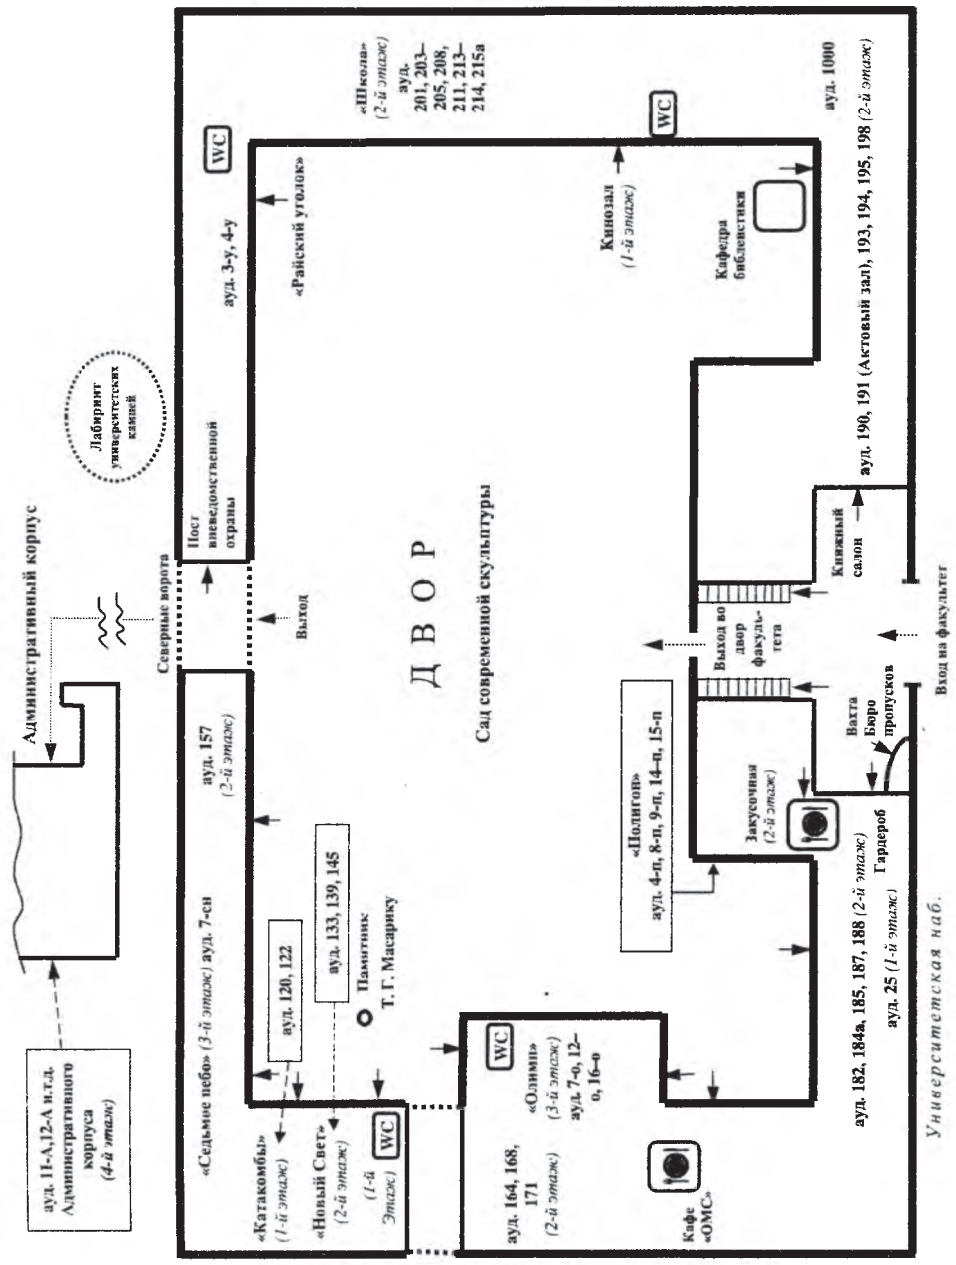 ауд. 11-А,12-А и.т.д.
Административного
корпуса
(4-й этаж)
Административный корпус
Северные ворота
Лабиринт
университетских
камней
«Седьмое небо» (3-й этаж) ауд. 7-сн
ауд. 157
(2-й этаж)
Пост
вневедомственной
охраны
ауд. 3-у, 4-у
WC
«Катакомбы»
(1-й этаж)
ауд. 120, 122
«Новый Свет»
(2-й этаж)
ауд. 133, 139, 145
(1-й
Этаж)
WC
Памятник
Т. Г. Масарику
Выход
«Райский уголок»
«Школа»
(2-й этаж)
ауд.
201, 203–
205, 208,
211, 213–
214, 215а
ДВОР
Сад современной скульптуры
ауд. 164, 168,
171
(2-й этаж)
WC
«Олимп»
(3-й этаж)
ауд. 7-о, 12–
о, 16–о
«Полигон»
ауд. 4-п, 8-п, 9-п, 14–п, 15-п
Кинозал
(1-й этаж)
WC
Кафе
«ОМС»
Закусочная
(2-й этаж)
Выход во
двор
факуль-
тета
Кафедра
библеистики
ауд. 1000
ауд. 182, 184а, 185, 187, 188 (2-й этаж)
ауд. 25 (1-й этаж)
Гардероб
Вахта
Бюро
пропусков
Книжный
салон
ауд. 190, 191 (Актовый зал), 193, 194, 195, 198 (2-й этаж)
Университетская наб.
Вход на факультет